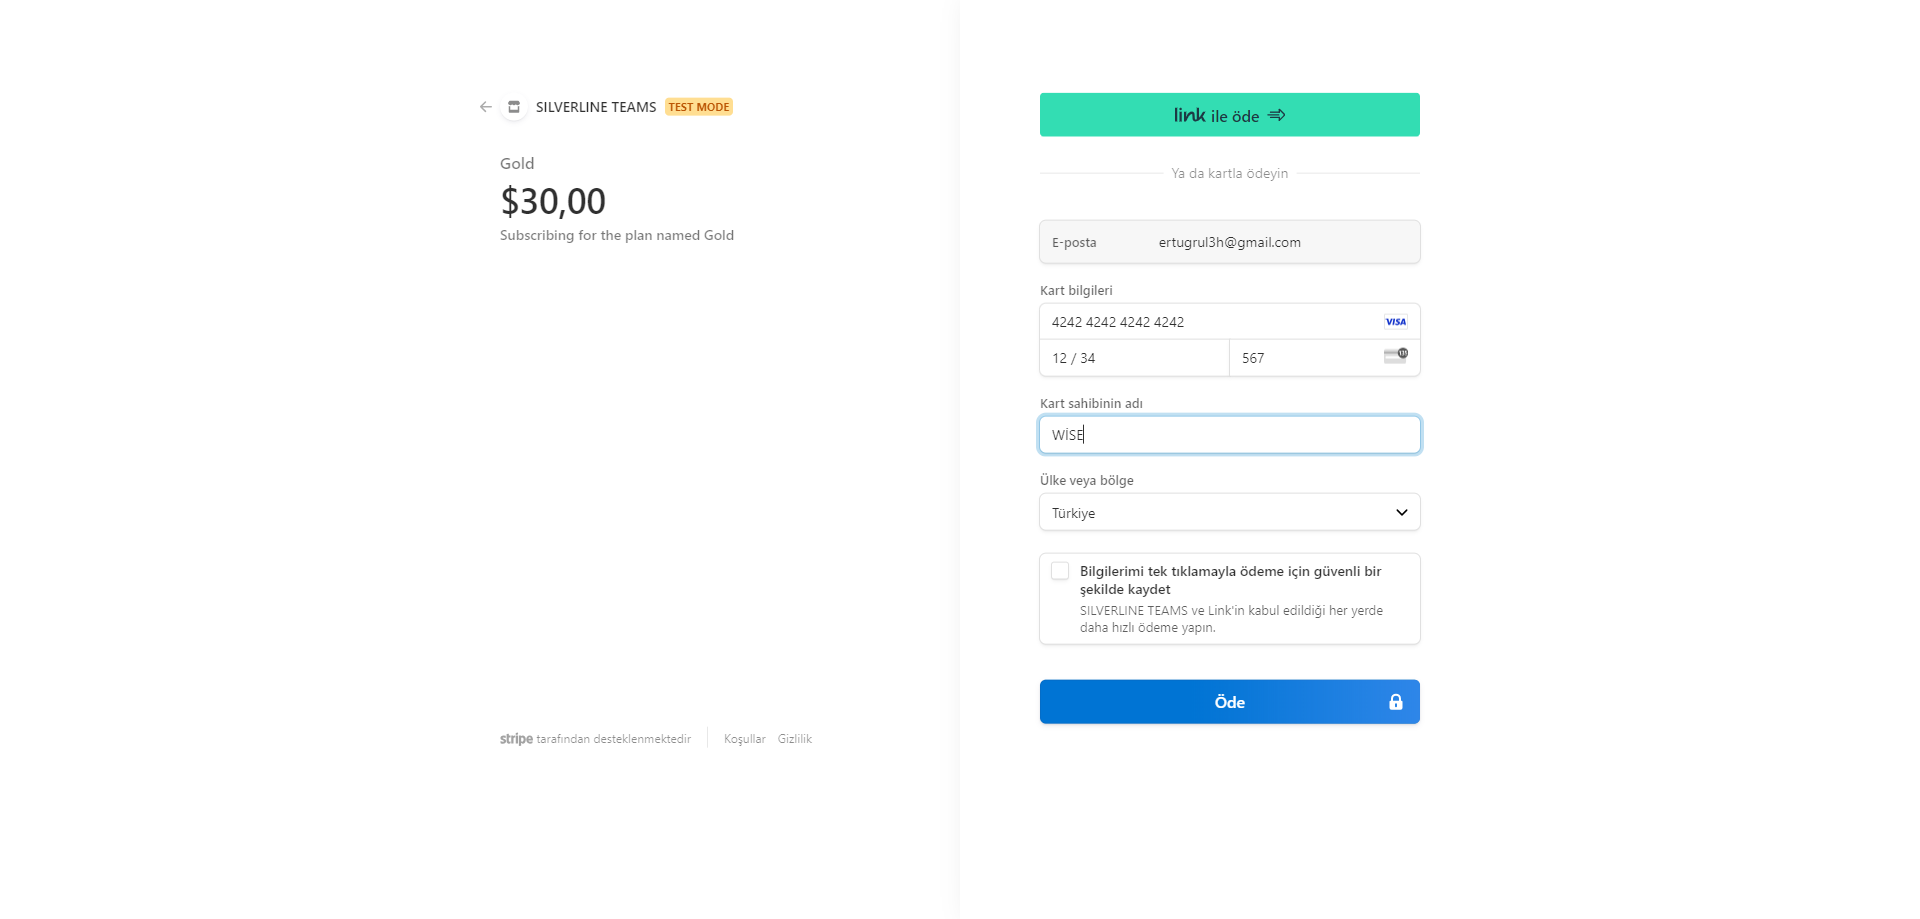 SILVERLINE TEAMS TEST MODE
Gold
$30,00
Subscribing for the plan named Gold
stripe tarafından desteklenmektedir
Koşullar Gizlilik
link ile öde
Ya da kartla ödeyin
E-posta ertugrul3h@gmail.com
Kart bilgileri
4242 4242 4242 4242 VISA
12 / 34 567
Kart sahibinin adı
WİSE
Ülke veya bölge
Türkiye
Bilgilerimi tek tıklamayla ödeme için güvenli bir
şekilde kaydet
SILVERLINE TEAMS ve Link'in kabul edildiği her yerde
daha hızlı ödeme yapın.
Öde